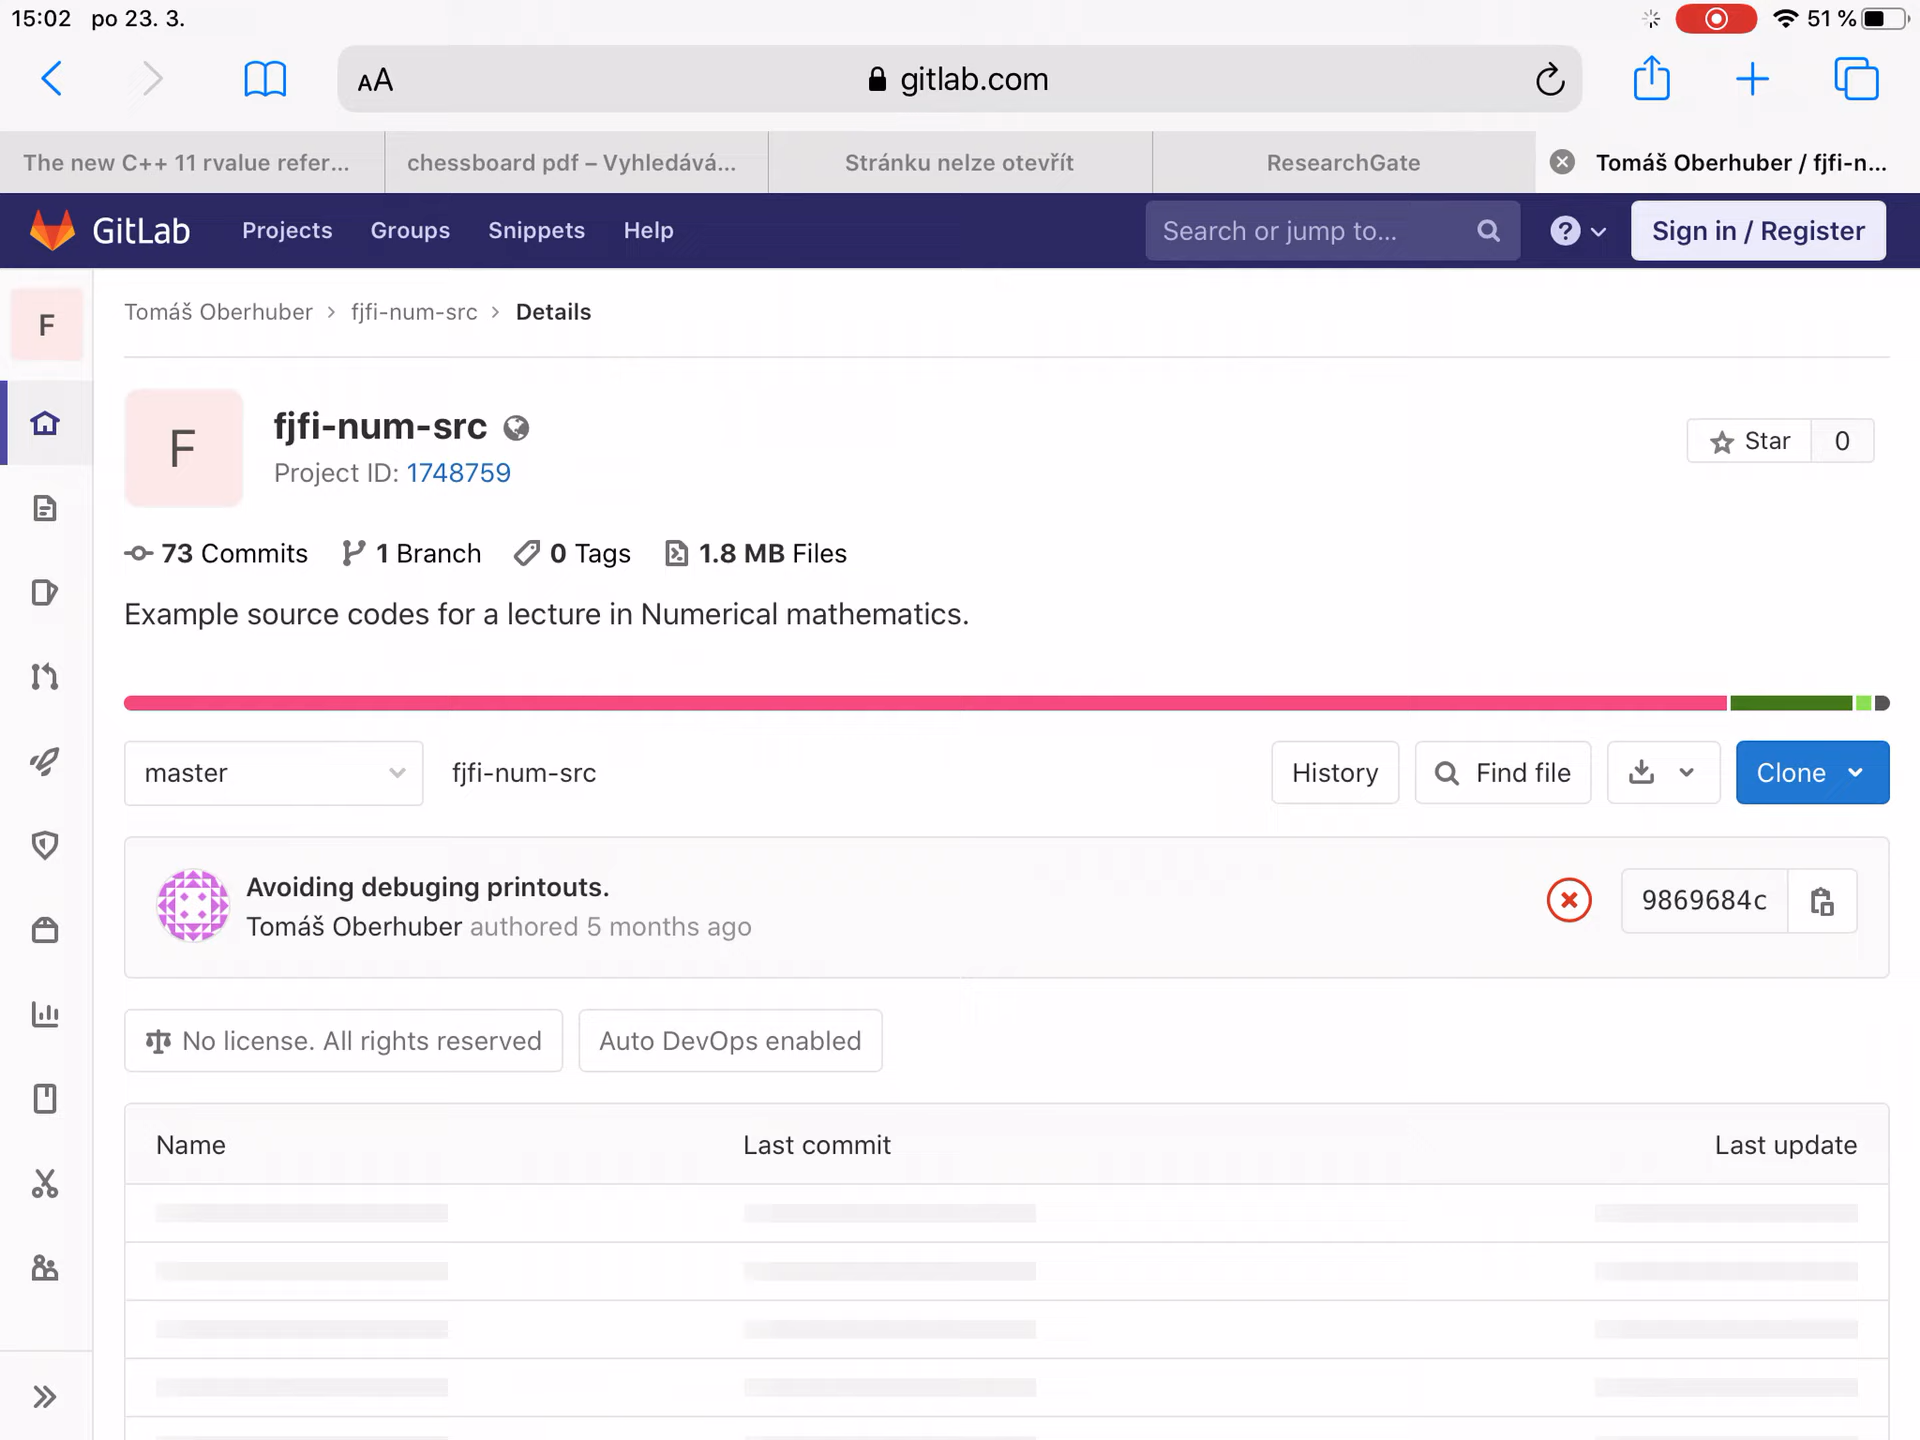 15:02 po 23. 3. 51 %
AA gitlab.com
The new C++ 11 rvalue refer... chessboard pdf – Vyhledává... Stránku nelze otevřít ResearchGate Tomáš Oberhuber / fjfi-n...
GitLab Projects Groups Snippets Help Search or jump to... ? Sign in / Register
F Tomáš Oberhuber > fjfi-num-src > Details
F fjfi-num-src
Project ID: 1748759
Star 0
73 Commits 1 Branch 0 Tags 1.8 MB Files
Example source codes for a lecture in Numerical mathematics.
master fjfi-num-src History Find file Clone
Avoiding debuging printouts.
Tomáš Oberhuber authored 5 months ago
9869684c
No license. All rights reserved Auto DevOps enabled
Name Last commit Last update